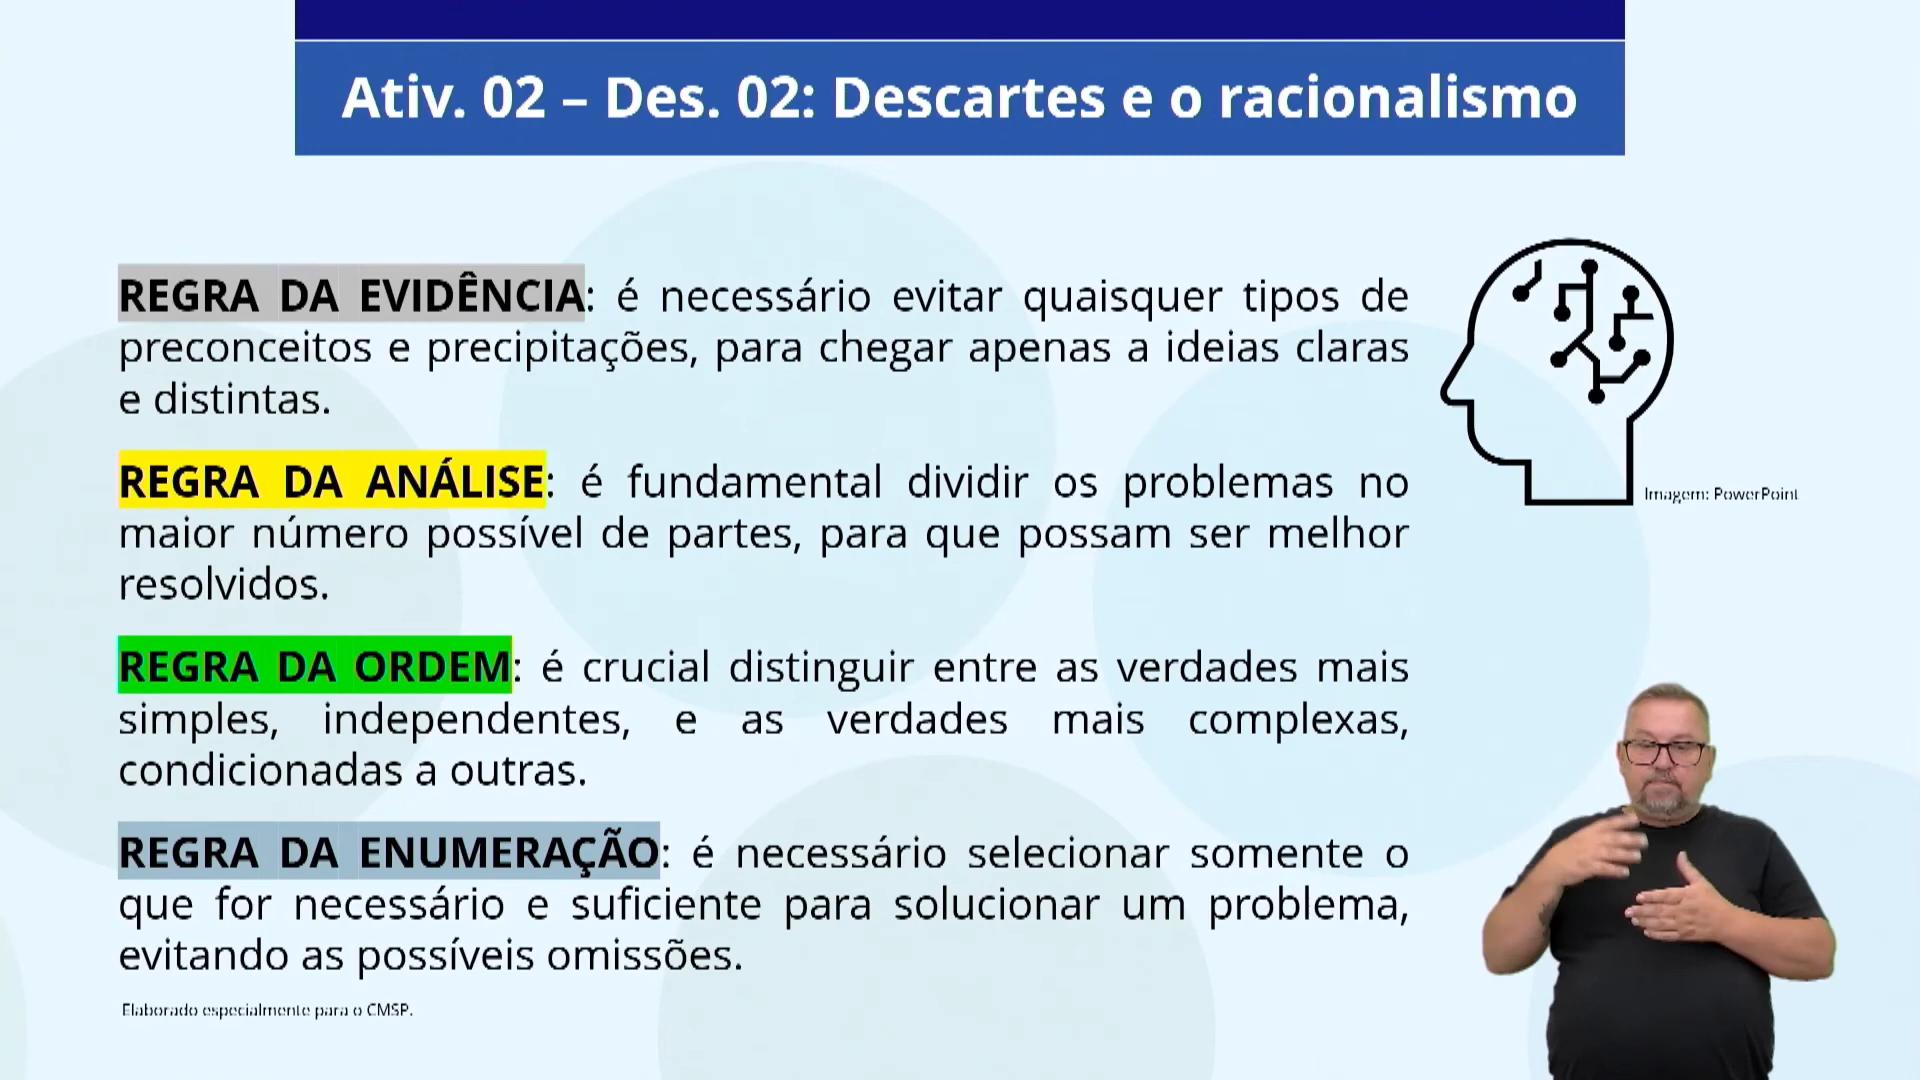 Ativ. 02 – Des. 02: Descartes e o racionalismo
REGRA DA EVIDÊNCIA: é necessário evitar quaisquer tipos de
preconceitos e precipitações, para chegar apenas a ideias claras
e distintas.
Imagem: PowerPoint
REGRA DA ANÁLISE: é fundamental dividir os problemas no
maior número possível de partes, para que possam ser melhor
resolvidos.
REGRA DA ORDEM: é crucial distinguir entre as verdades mais
simples, independentes, e as verdades mais complexas,
condicionadas a outras.
REGRA DA ENUMERAÇÃO: é necessário selecionar somente o
que for necessário e suficiente para solucionar um problema,
evitando as possíveis omissões.
Elaborado especialmente para o CMSP.